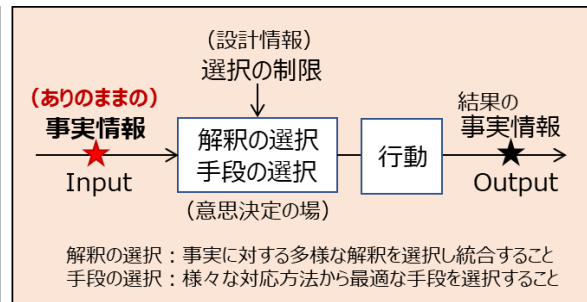 (設計情報)
選択の制限
(ありのままの)
事実情報
Input
解釈の選択
手段の選択
(意思決定の場)
行動
結果の
事実情報
Output
解釈の選択：事実に対する多様な解釈を選択し統合すること
手段の選択：様々な対応方法から最適な手段を選択すること